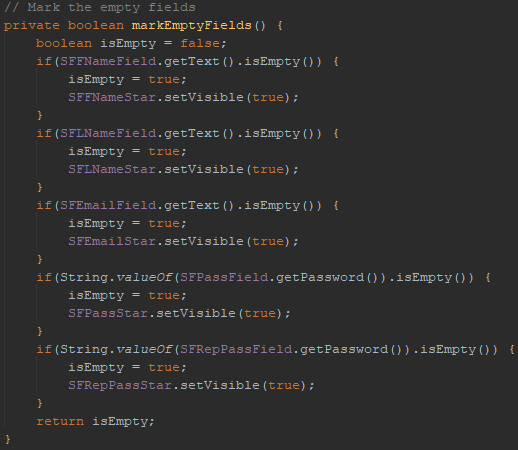 // Mark the empty fields
private boolean markEmptyFields() {
    boolean isEmpty = false;
    if(SFFNameField.getText().isEmpty()) {
        isEmpty = true;
        SFFNameStar.setVisible(true);
    }
    if(SFLNameField.getText().isEmpty()) {
        isEmpty = true;
        SFLNameStar.setVisible(true);
    }
    if(SFEmailField.getText().isEmpty()) {
        isEmpty = true;
        SFEmailStar.setVisible(true);
    }
    if(String.valueOf(SFPassField.getPassword()).isEmpty()) {
        isEmpty = true;
        SFPassStar.setVisible(true);
    }
    if(String.valueOf(SFRepPassField.getPassword()).isEmpty()) {
        isEmpty = true;
        SFRepPassStar.setVisible(true);
    }
    return isEmpty;
}